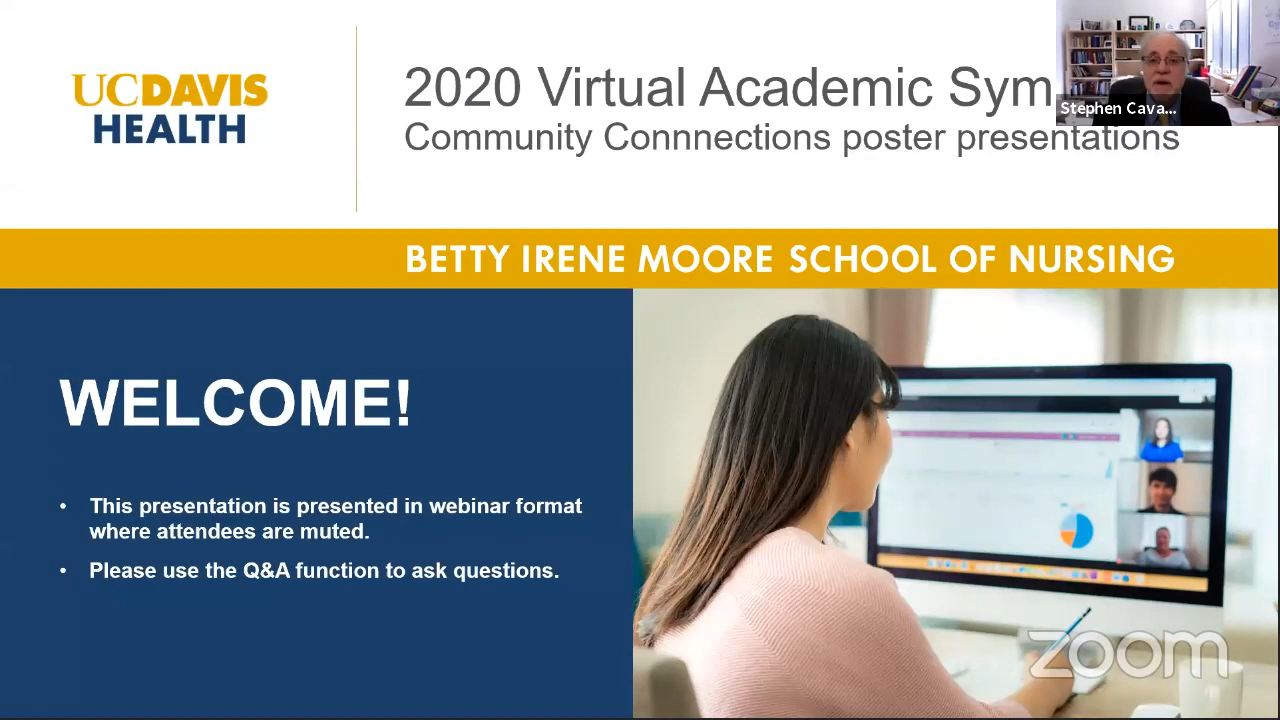 UCDAVIS
HEALTH
2020 Virtual Academic Sym
Community Connnections poster presentations
Stephen Cava...
BETTY IRENE MOORE SCHOOL OF NURSING
WELCOME!
• This presentation is presented in webinar format
where attendees are muted.
• Please use the Q&A function to ask questions.
zoom